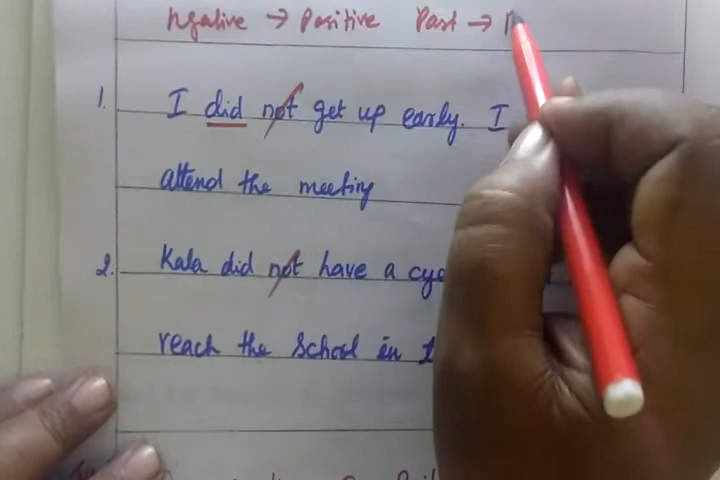 Negative → Positive Past →
1. I did not get up early. I
attend the meeting
2. Kala did not have a
reach the School in